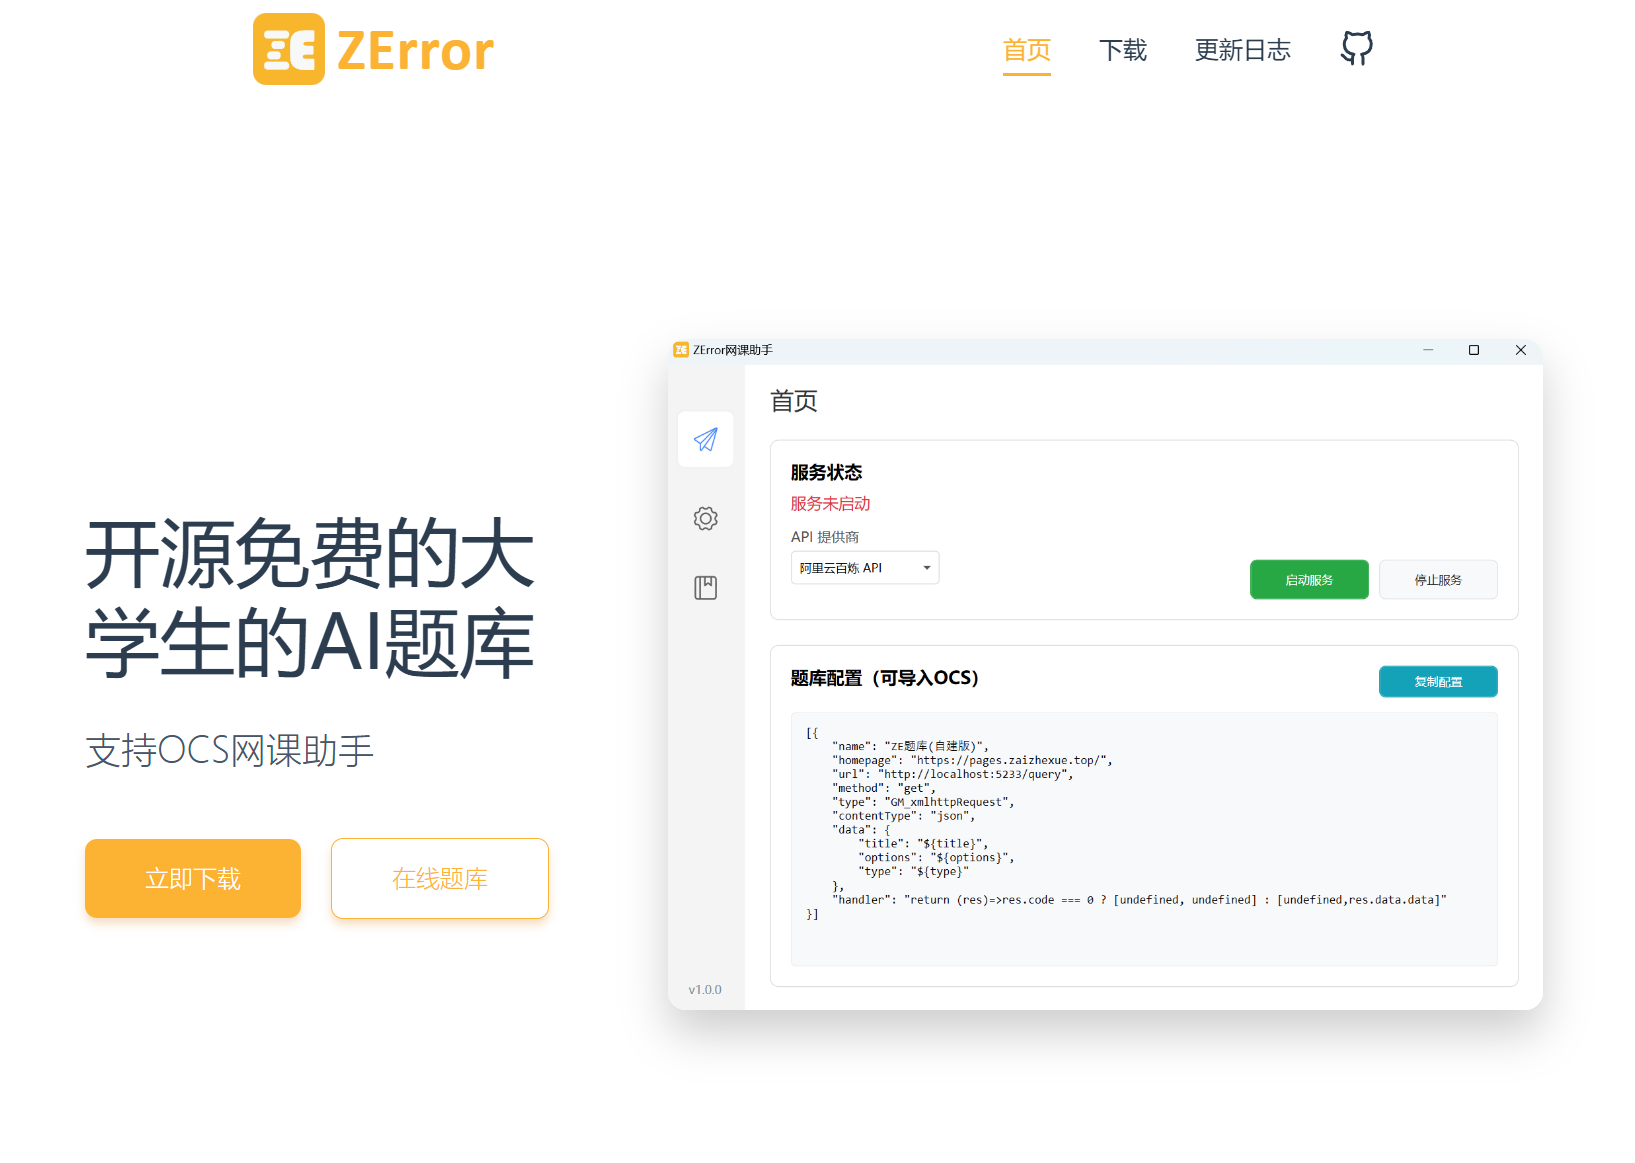 ZE ZError
首页 下载 更新日志
开源免费的大
学生的AI题库
支持OCS网课助手
立即下载 在线题库
ZE ZError网课助手
首页
服务状态
服务未启动
API 提供商
阿里云百炼 API
启动服务 停止服务
题库配置（可导入OCS）
复制配置
[{
    "name": "ZE题库(自建版)",
    "homepage": "https://pages.zaizhexue.top/",
    "url": "http://localhost:5233/query",
    "method": "get",
    "type": "GM_xmlhttpRequest",
    "contentType": "json",
    "data": {
        "title": "${title}",
        "options": "${options}",
        "type": "${type}"
    },
    "handler": "return (res)=>res.code === 0 ? [undefined, undefined] : [undefined,res.data.data]"
}]
v1.0.0